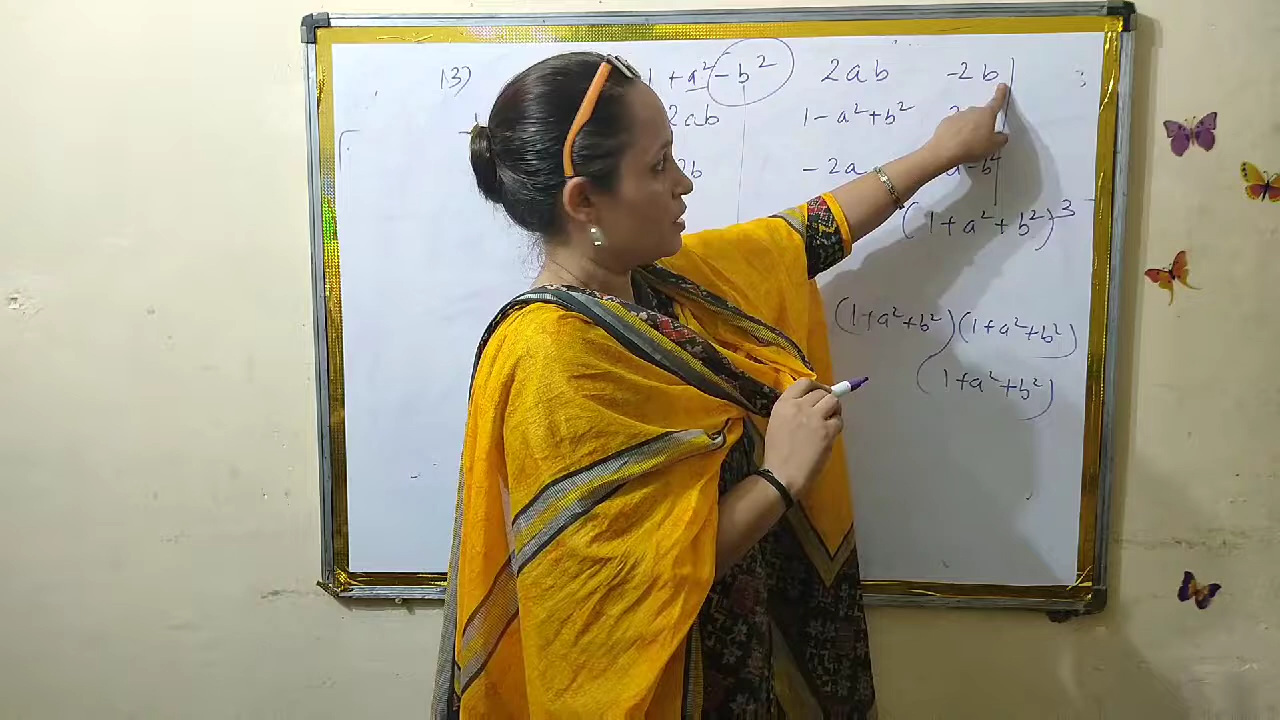 13) 1 + a² - b² 2ab -2b
2ab 1 - a² + b²
2b - 2a - b²
(1 + a² + b²)³
(1 + a² + b²) (1 + a² + b²)
(1 + a² + b²)